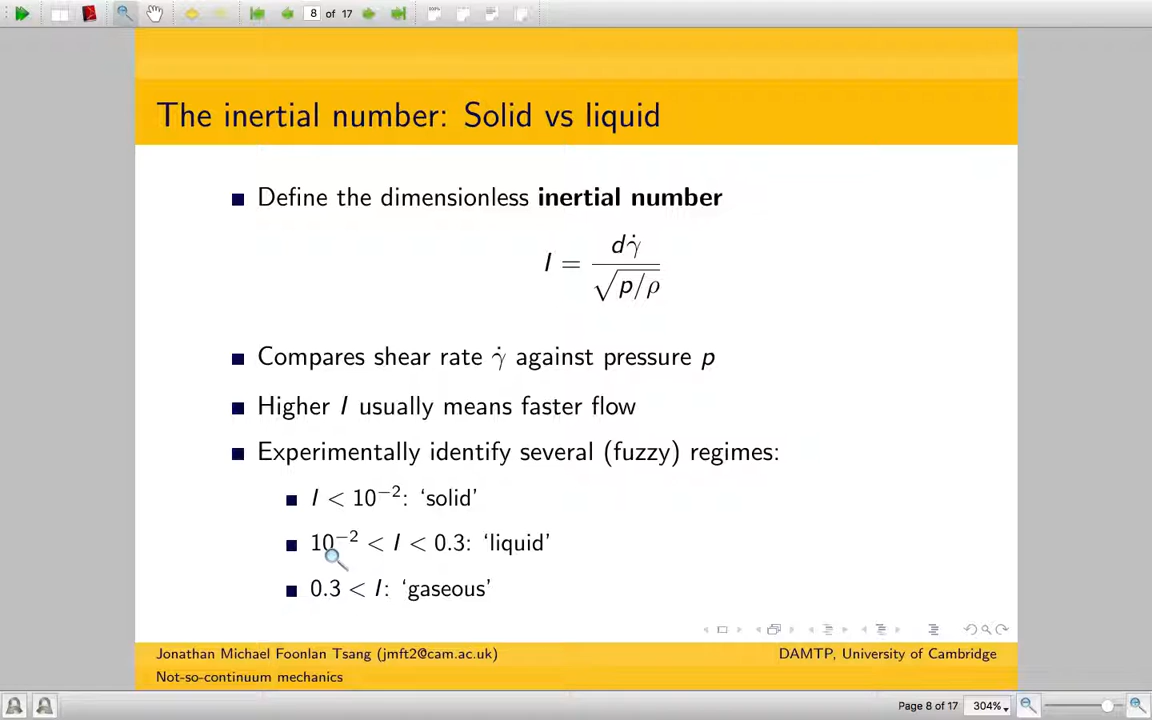 8 of 17
The inertial number: Solid vs liquid
Define the dimensionless inertial number
I = dγ̇ / √(p/ρ)
Compares shear rate γ̇ against pressure p
Higher I usually means faster flow
Experimentally identify several (fuzzy) regimes:
I < 10⁻²: ‘solid’
10⁻² < I < 0.3: ‘liquid’
0.3 < I: ‘gaseous’
Jonathan Michael Foonlan Tsang (jmft2@cam.ac.uk) DAMTP, University of Cambridge
Not-so-continuum mechanics
Page 8 of 17 304%